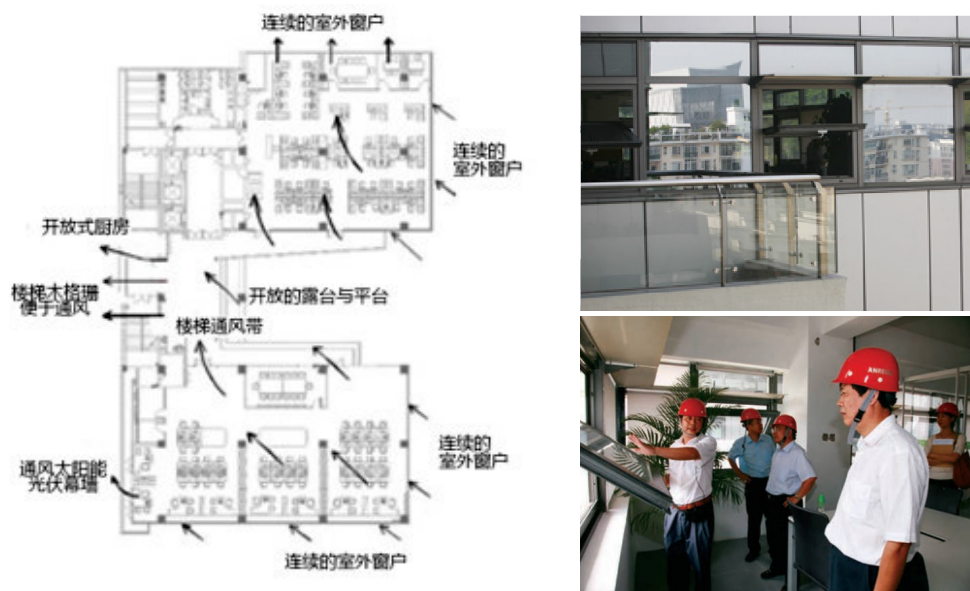 连续的室外窗户
连续的
室外窗户
开放式厨房
楼梯木格珊
便于通风
开放的露台与平台
楼梯通风带
连续的
室外窗户
通风太阳能
光伏幕墙
连续的室外窗户